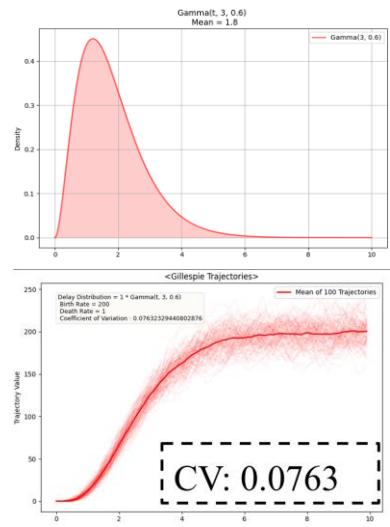 Gamma(t, 3, 0.6)
Mean = 1.8
Gamma(3, 0.6)
0.4
0.3
0.2
0.1
0.0
Density
0
2
4
6
8
10
<Gillespie Trajectories>
250
200
150
100
50
0
Trajectory Value
Delay Distribution = 1 * Gamma(t, 3, 0.6)
Birth Rate = 200
Death Rate = 1
Coefficient of Variation : 0.07632329440802876
Mean of 100 Trajectories
CV: 0.0763
0
2
4
6
8
10